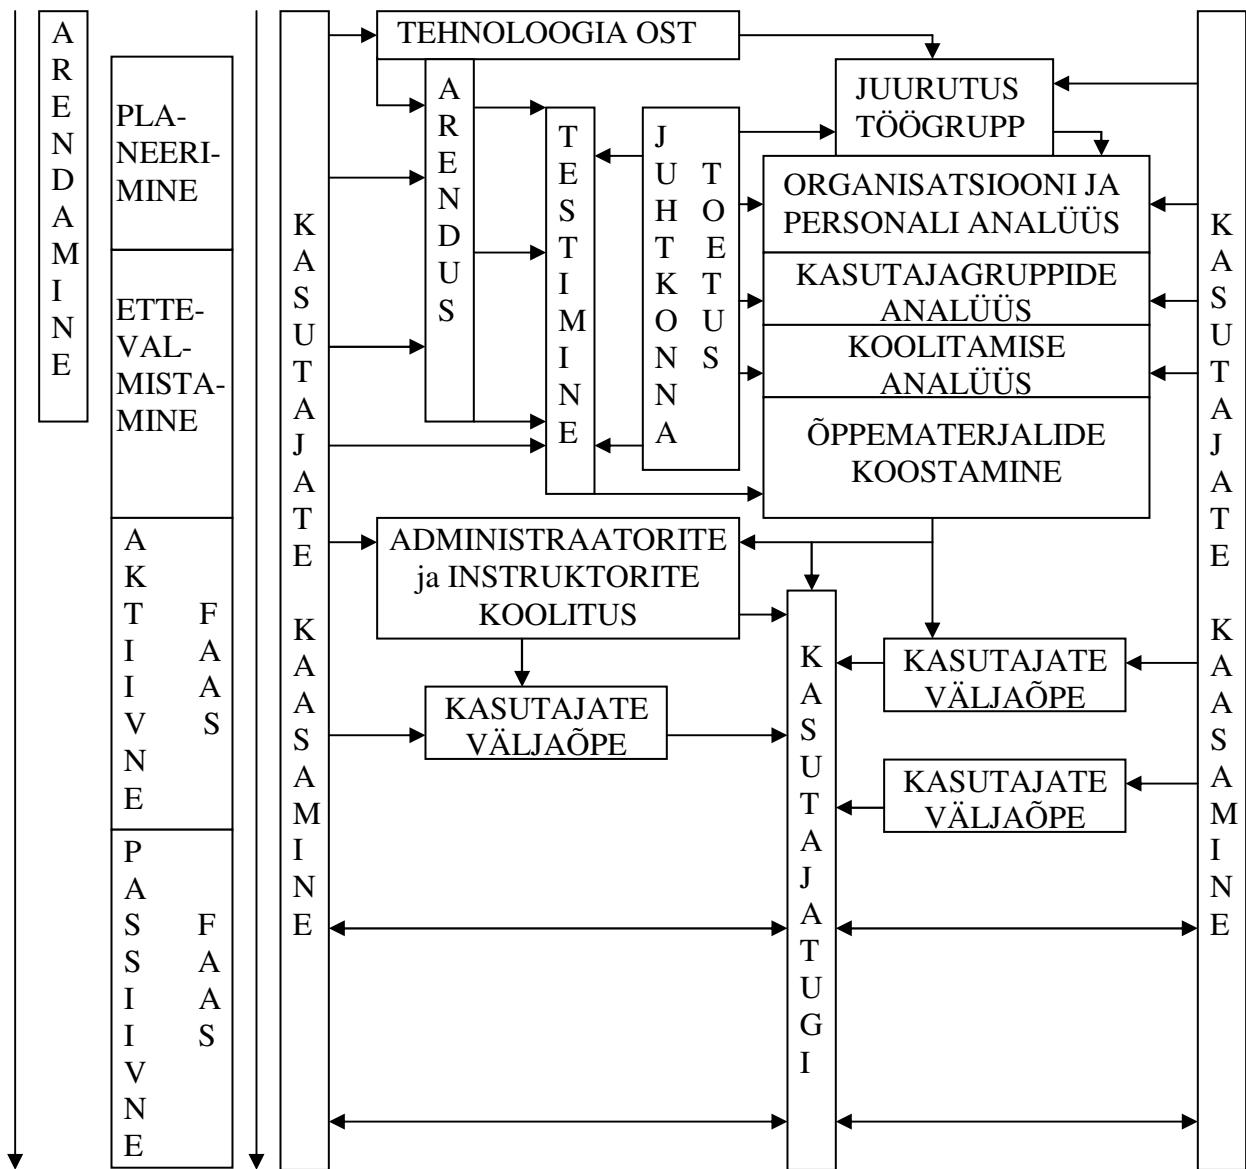 ARENDAMINE
PLA-
NEERI-
MINE
ETTE-
VAL-
MISTA-
MINE
AKTIIVNE
FAAS
PASSIIVNE
FAAS
KASUTAJATE KAASAMINE
TEHNOLOOGIA OST
ARENDUS
TESTIMINE
JUHTKONNA
TOETUS
JUURUTUS
TÖÖGRUPP
ORGANISATSIOONI JA
PERSONALI ANALÜÜS
KASUTAJAGRUPPIDE
ANALÜÜS
KOOLITAMISE
ANALÜÜS
ÕPPEMATERJALIDE
KOOSTAMINE
ADMINISTRAATORITE
ja INSTRUKTORITE
KOOLITUS
KASUTAJATE
VÄLJAÕPE
KASUTAJATUGI
KASUTAJATE
VÄLJAÕPE
KASUTAJATE
VÄLJAÕPE
KASUTAJATE KAASAMINE